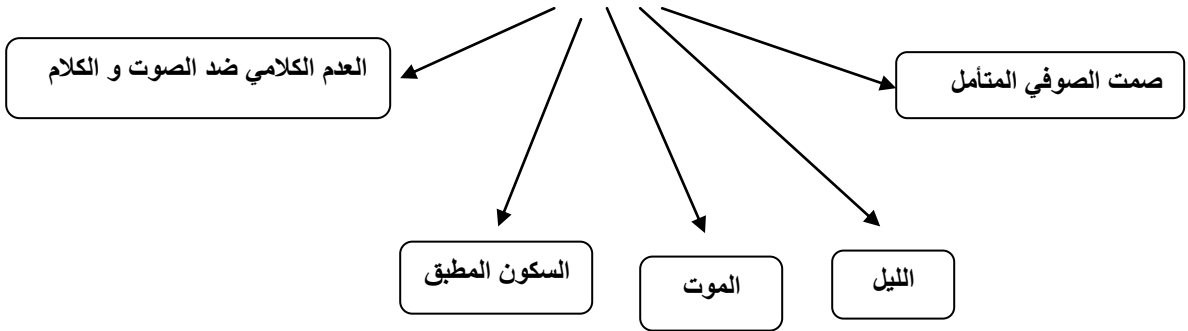 صمت الصوفي المتأمل
العدم الكلامي ضد الصوت و الكلام
الليل
الموت
السكون المطبق